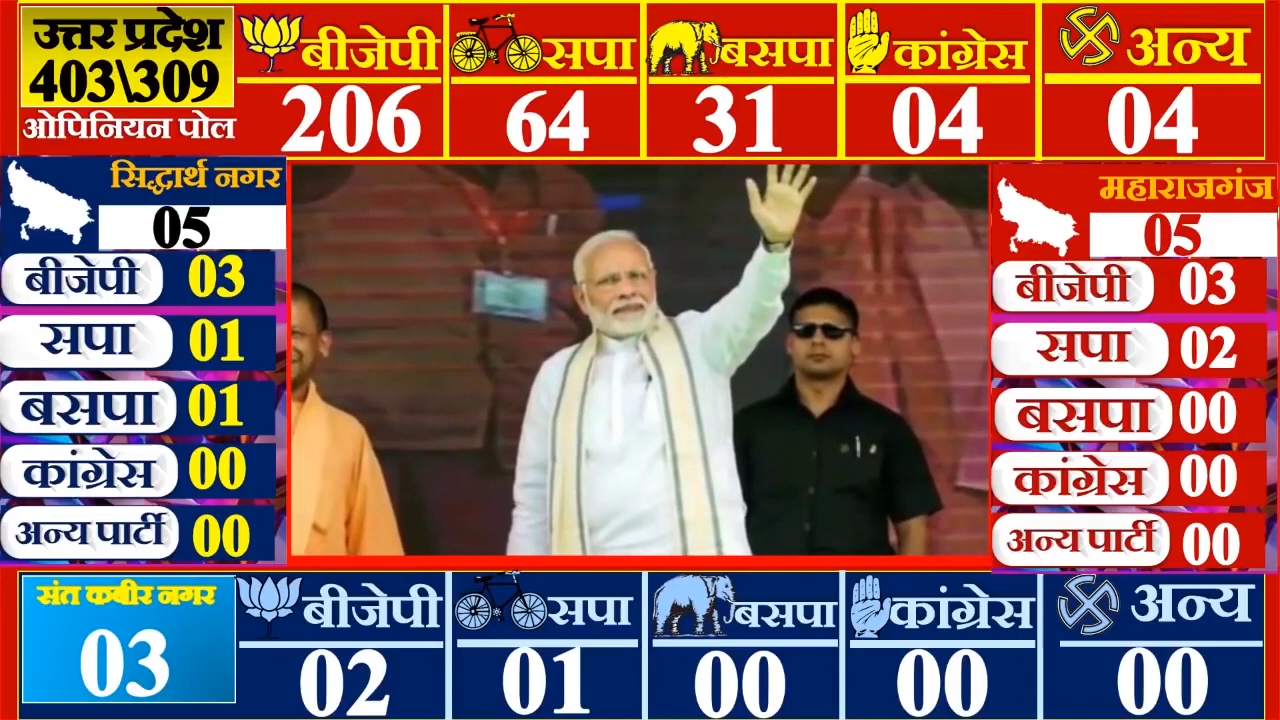 उत्तर प्रदेश
403\309
ओपिनियन पोल
बीजेपी सपा बसपा कांग्रेस अन्य
206 64 31 04 04
सिद्धार्थ नगर
05
बीजेपी 03
सपा 01
बसपा 01
कांग्रेस 00
अन्य पार्टी 00
महाराजगंज
05
बीजेपी 03
सपा 02
बसपा 00
कांग्रेस 00
अन्य पार्टी 00
संत कबीर नगर
03
बीजेपी सपा बसपा कांग्रेस अन्य
02 01 00 00 00